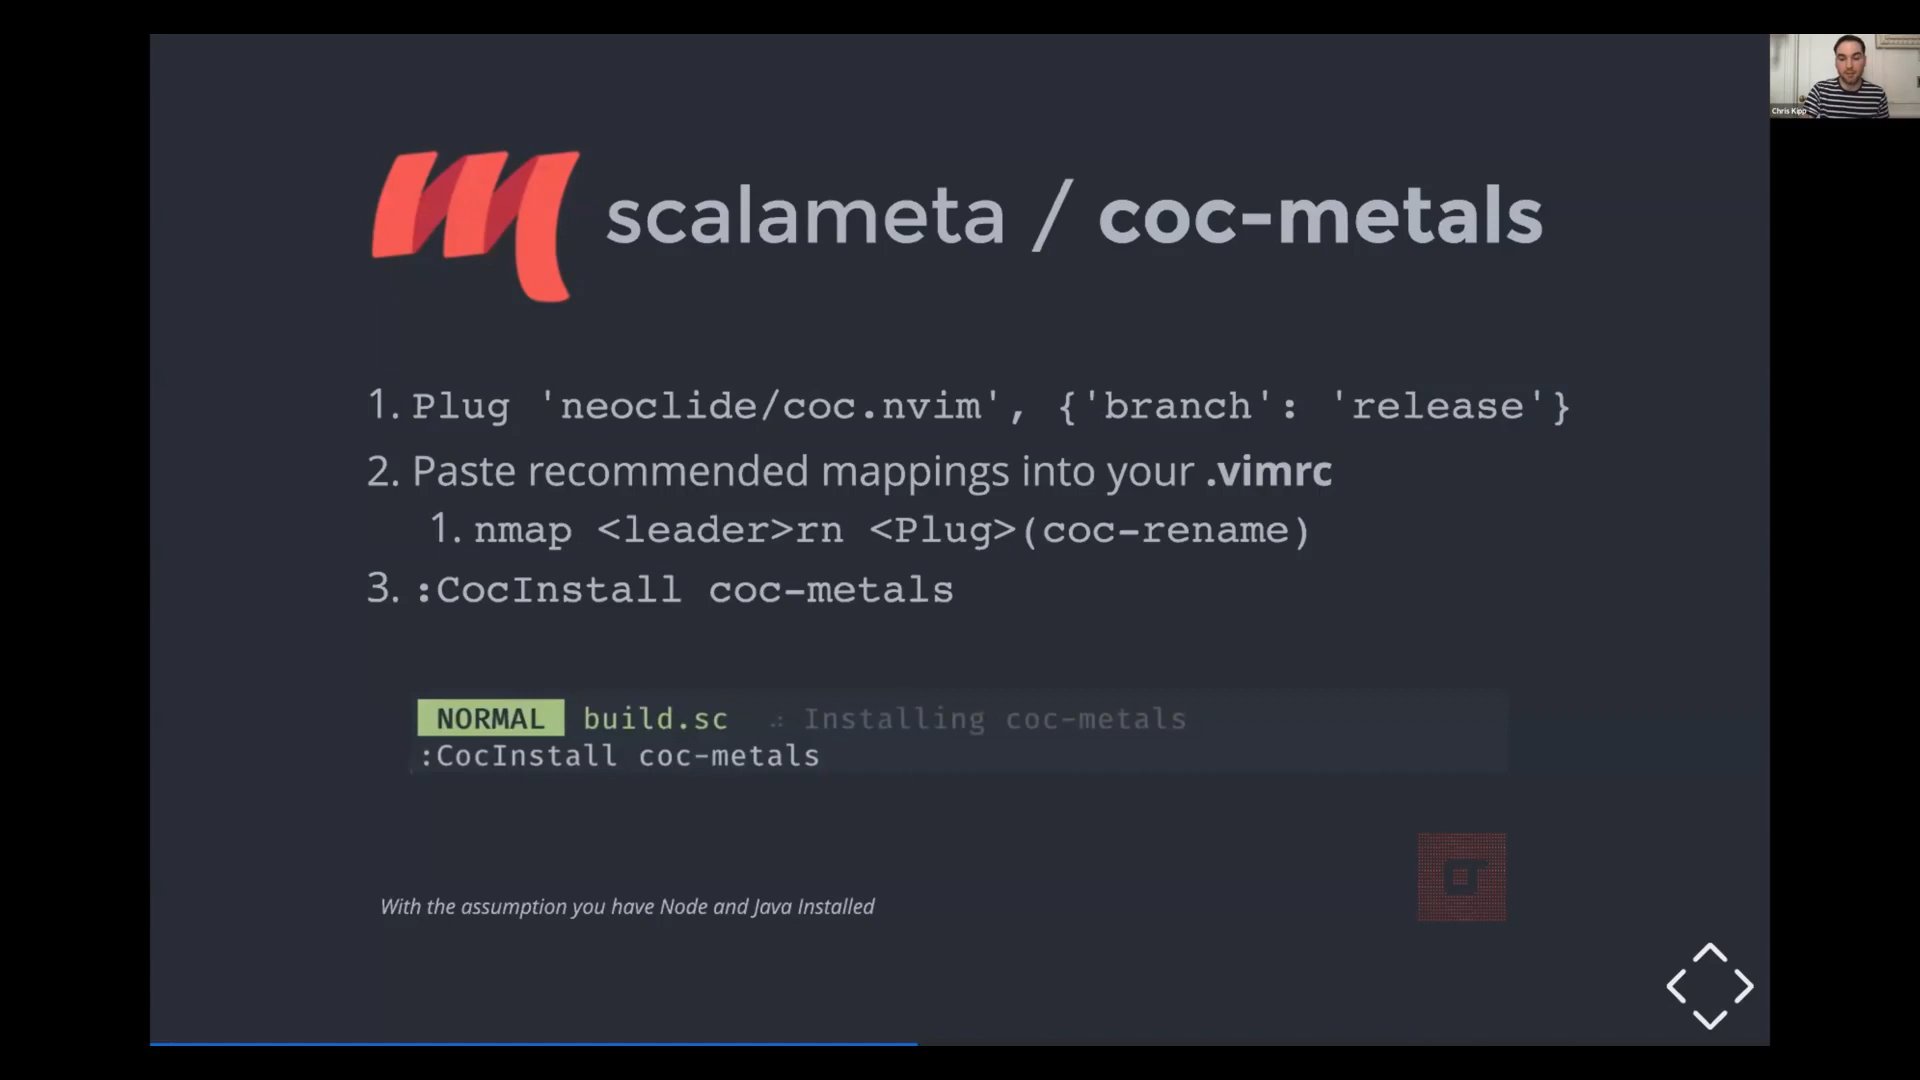 Chris Kipp
scalameta / coc-metals
1. Plug 'neoclide/coc.nvim', {'branch': 'release'}
2. Paste recommended mappings into your .vimrc
1. nmap <leader>rn <Plug>(coc-rename)
3. :CocInstall coc-metals
NORMAL build.sc .: Installing coc-metals
:CocInstall coc-metals
With the assumption you have Node and Java Installed